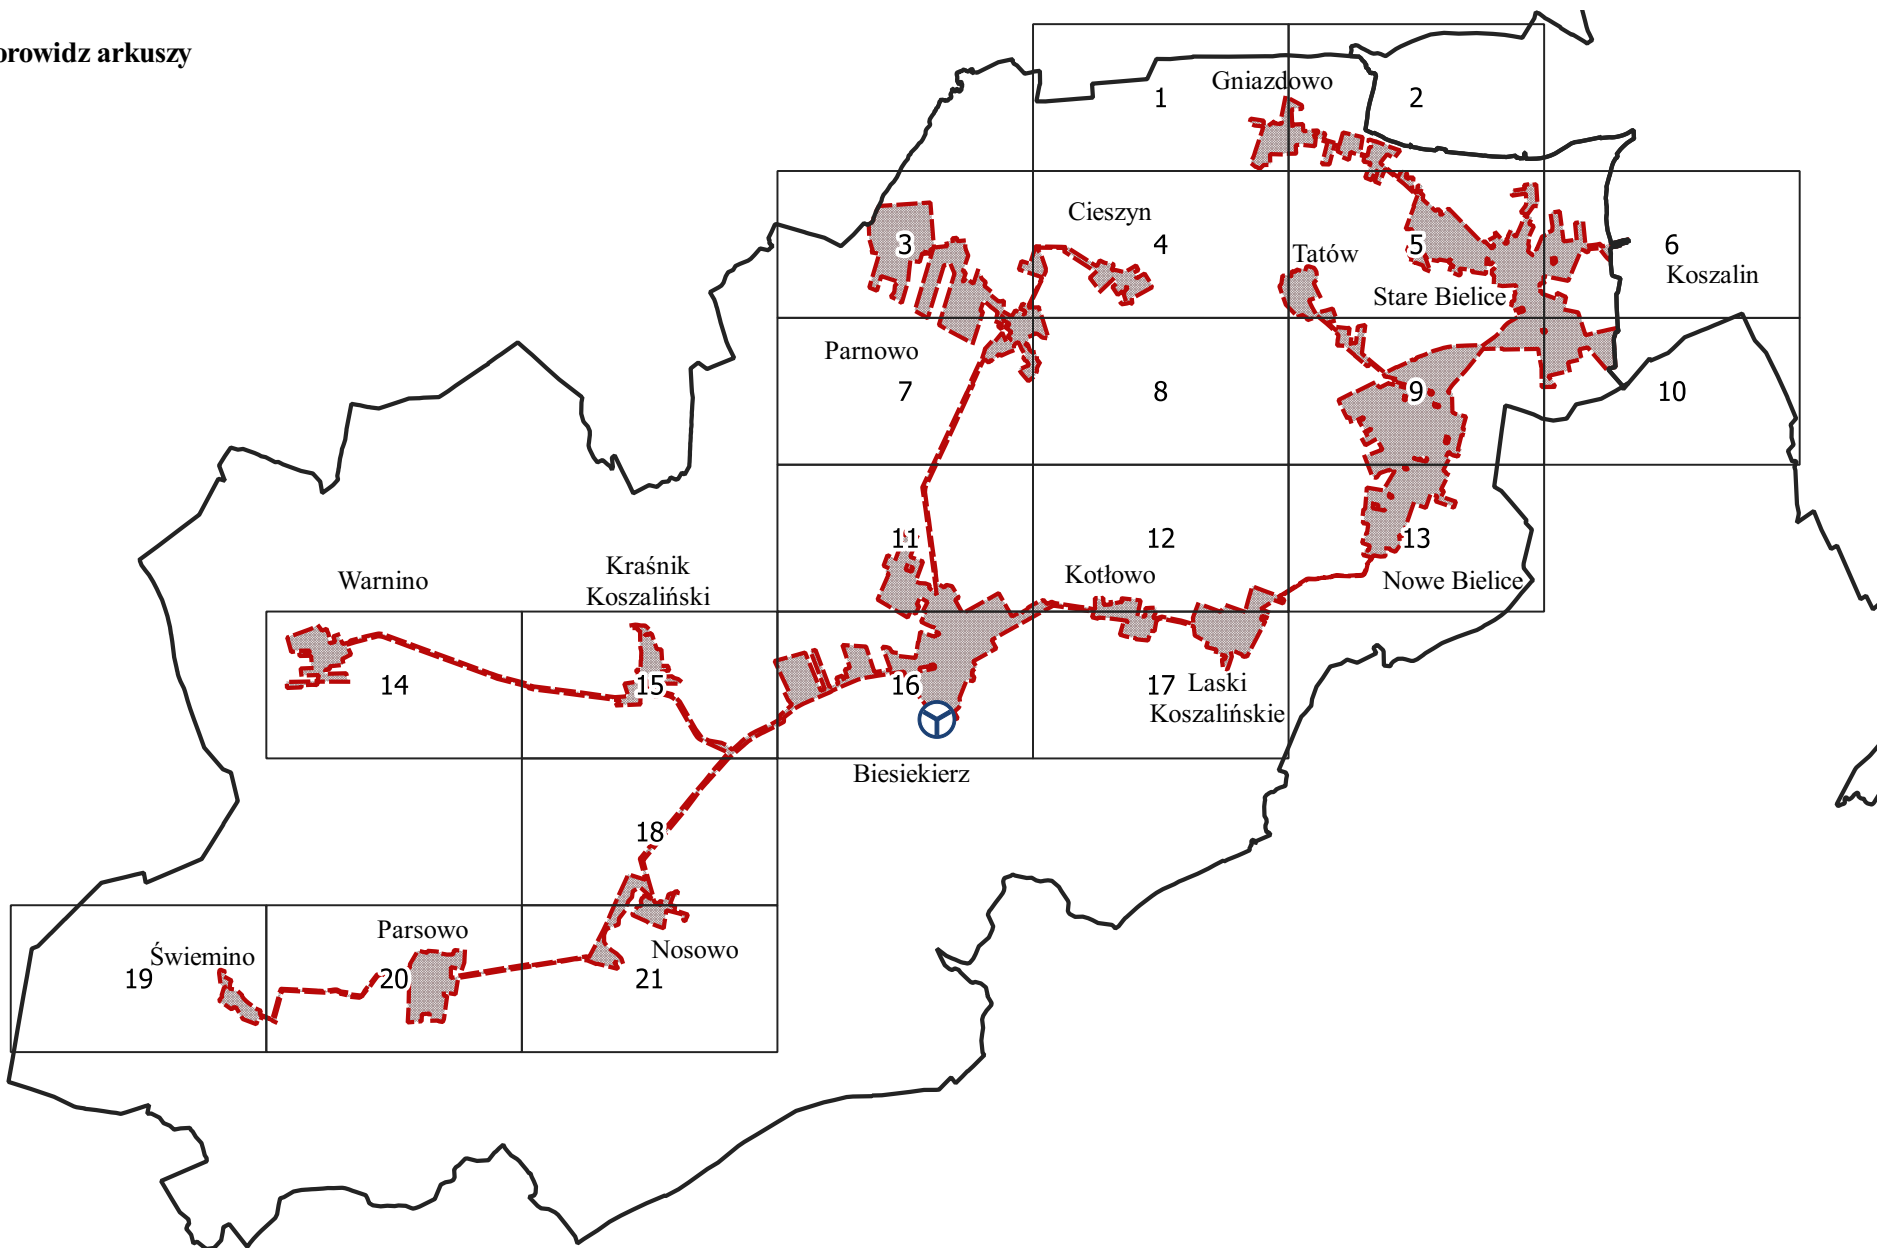 orowidz arkuszy
Gniazdowo
1
2
Cieszyn
3
4
Tatów
5
6
Koszalin
Stare Bielice
Parnowo
7
8
9
10
11
12
13
Kraśnik
Koszaliński
Warnino
Kotłowo
Nowe Bielice
14
15
16
17
Laski
Koszalińskie
Biesiekierz
18
Parsowo
Świemino
Nosowo
19
20
21